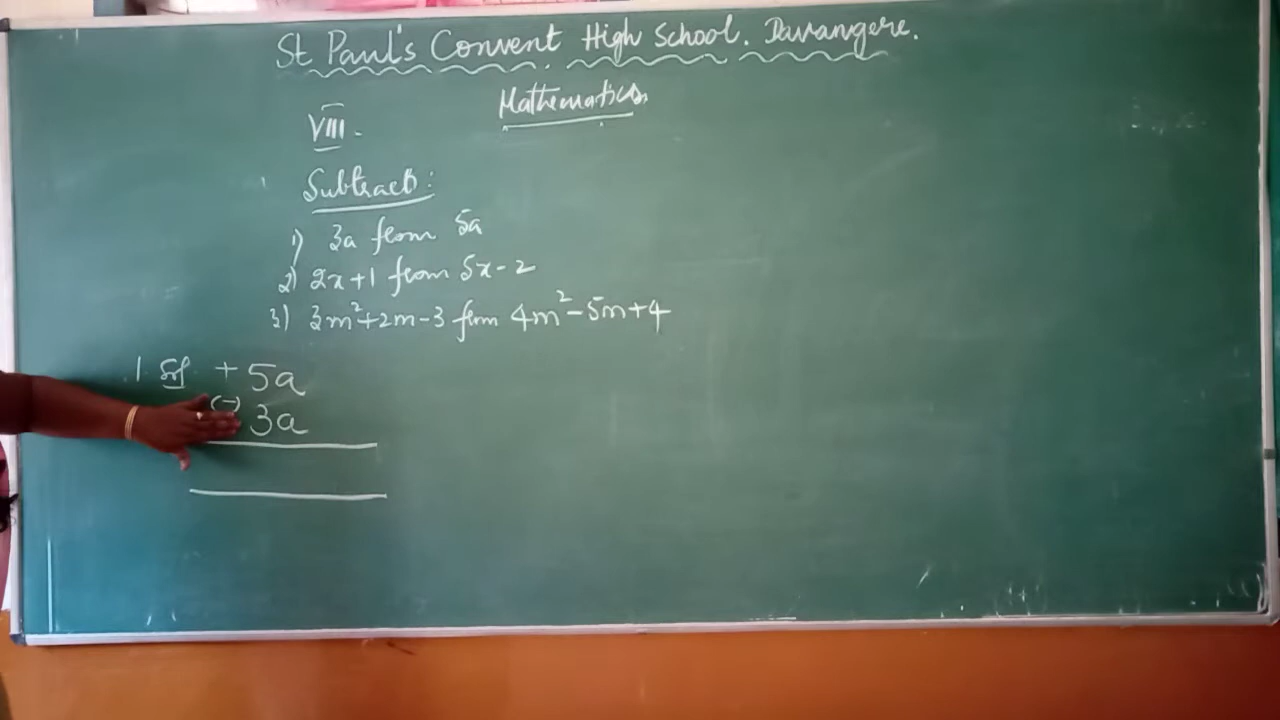 St Paul's Convent High School. Davangere.
Mathematics
VIII.
Subtract:
1) 3a from 5a
2) 2x+1 from 5x-2
3) 3m²+2m-3 from 4m²-5m+4
1. + 5a
(-) 3a